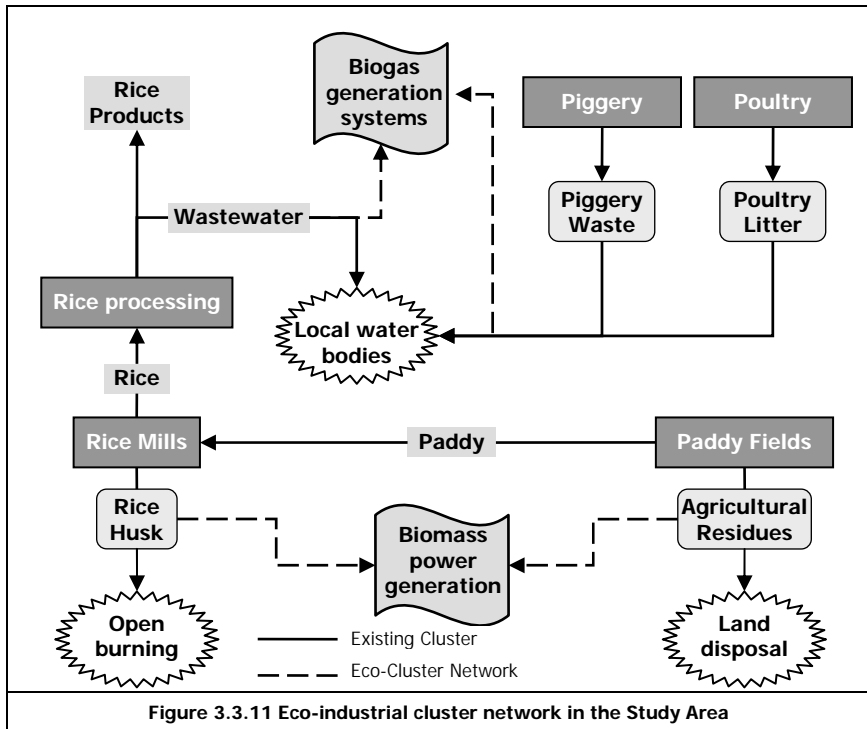 Rice
Products
Biogas
generation
systems
Piggery
Poultry
Wastewater
Piggery
Waste
Poultry
Litter
Rice processing
Local water
bodies
Rice
Rice Mills
Paddy
Paddy Fields
Rice
Husk
Biomass
power
generation
Agricultural
Residues
Open
burning
Land
disposal
Existing Cluster
Eco-Cluster Network
Figure 3.3.11 Eco-industrial cluster network in the Study Area